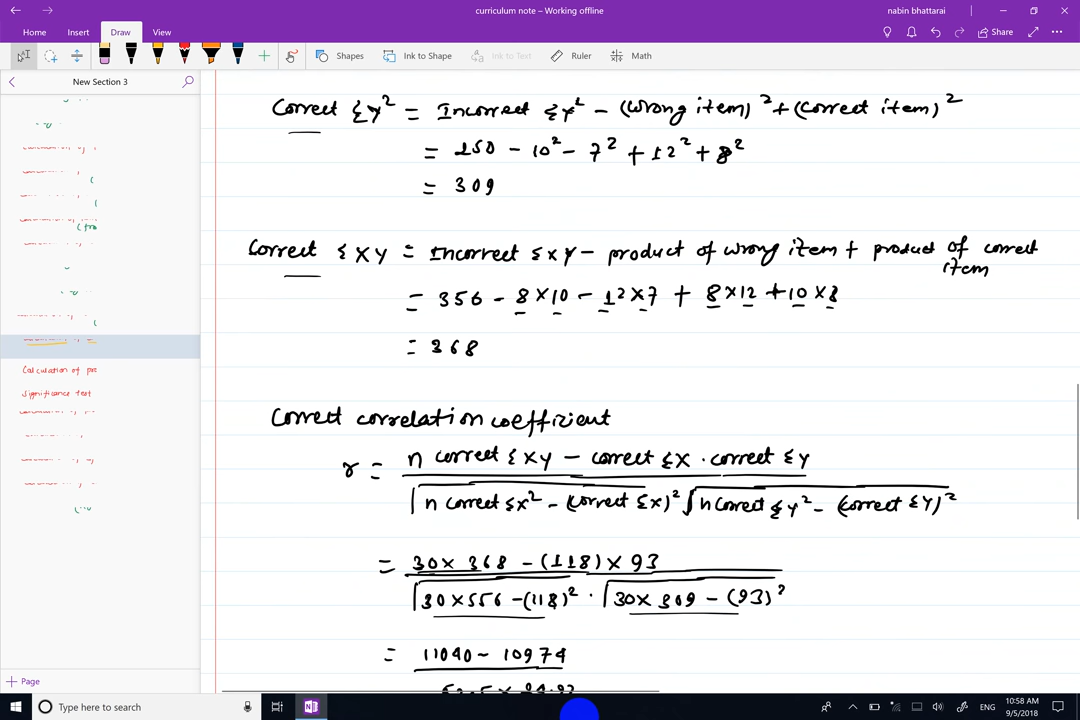 curriculum note – Working offline
nabin bhattarai
Home Insert Draw View
Share
Shapes Ink to Shape Ink to Text Ruler Math
New Section 3
Calculation of pre
Significance test
Page
Correct Σy² = Incorrect Σy² – (wrong item)² + (correct item)²
= 250 – 10² – 7² + 12² + 8²
= 309
Correct Σxy = Incorrect Σxy – product of wrong item + product of correct item
= 356 – 8×10 – 12×7 + 8×12 + 10×8
= 368
Correct correlation coefficient
r = n correct Σxy – correct Σx . correct Σy
√n correct Σx² – (correct Σx)² √n correct Σy² – (correct Σy)²
= 30× 368 – (118) × 93
√30×556 –(118)² . √30× 309 – (93)²
= 11040 – 10974
Type here to search
ENG
10:58 AM
9/5/2018